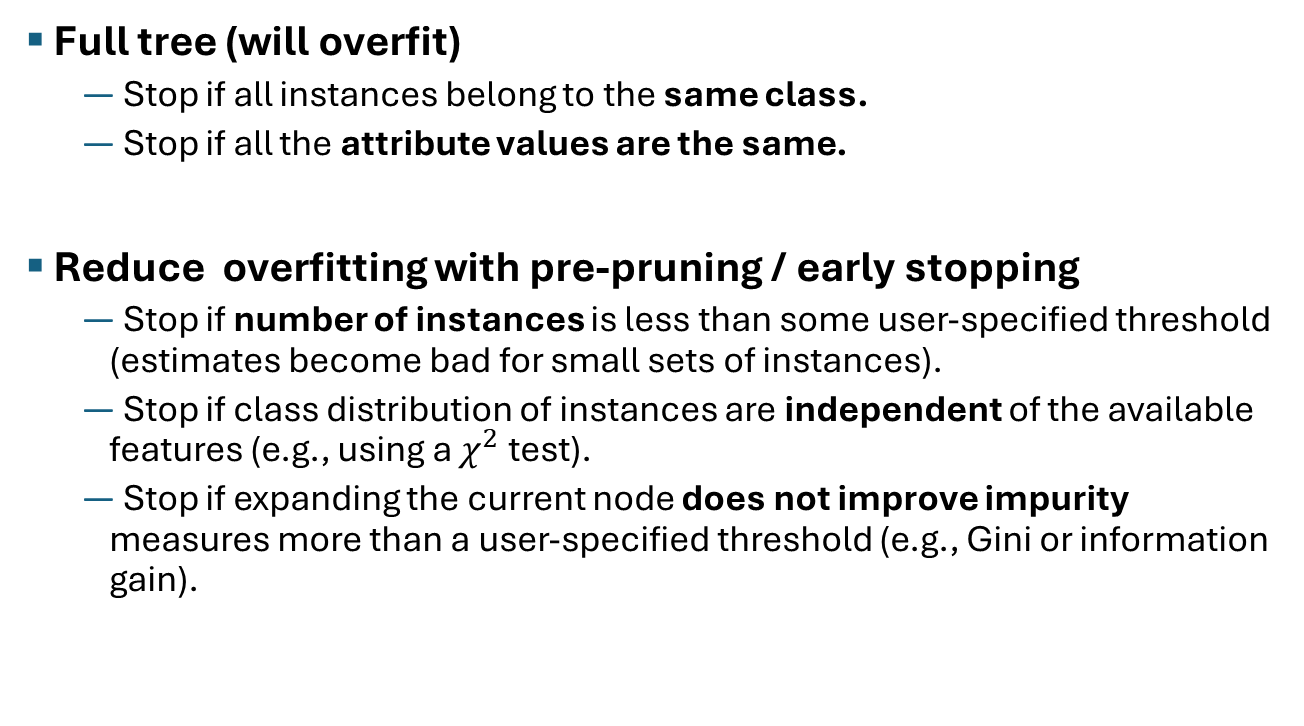 ▪ Full tree (will overfit)
— Stop if all instances belong to the same class.
— Stop if all the attribute values are the same.
▪ Reduce overfitting with pre-pruning / early stopping
— Stop if number of instances is less than some user-specified threshold
(estimates become bad for small sets of instances).
— Stop if class distribution of instances are independent of the available
features (e.g., using a χ² test).
— Stop if expanding the current node does not improve impurity
measures more than a user-specified threshold (e.g., Gini or information
gain).